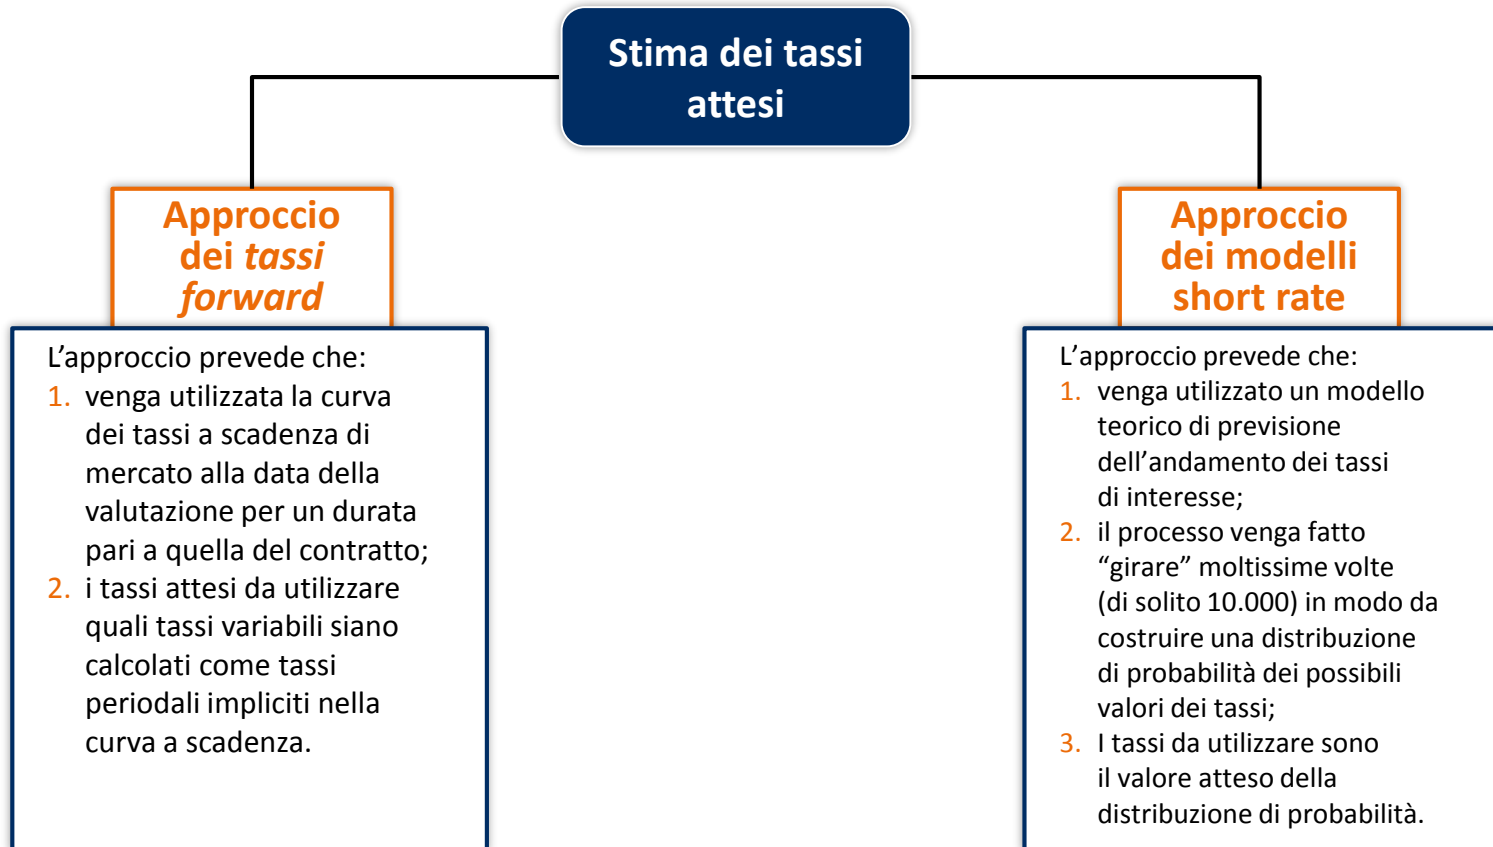 Stima dei tassi
attesi
Approccio
dei tassi
forward
L’approccio prevede che:
1. venga utilizzata la curva
dei tassi a scadenza di
mercato alla data della
valutazione per un durata
pari a quella del contratto;
2. i tassi attesi da utilizzare
quali tassi variabili siano
calcolati come tassi
periodali impliciti nella
curva a scadenza.
Approccio
dei modelli
short rate
L’approccio prevede che:
1. venga utilizzato un modello
teorico di previsione
dell’andamento dei tassi
di interesse;
2. il processo venga fatto
“girare” moltissime volte
(di solito 10.000) in modo da
costruire una distribuzione
di probabilità dei possibili
valori dei tassi;
3. I tassi da utilizzare sono
il valore atteso della
distribuzione di probabilità.